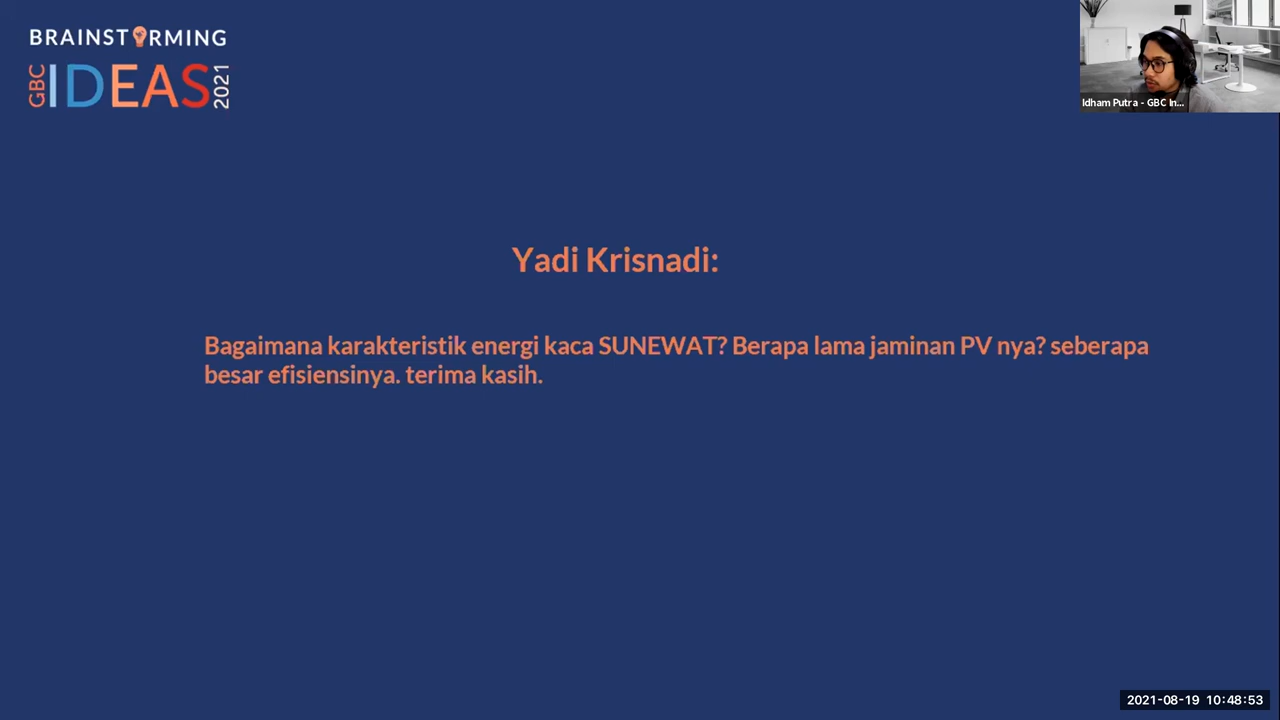 BRAINSTORMING
GBC IDEAS 2021
Idham Putra - GBC In...
Yadi Krisnadi:
Bagaimana karakteristik energi kaca SUNEWAT? Berapa lama jaminan PV nya? seberapa
besar efisiensinya. terima kasih.
2021-08-19 10:48:53